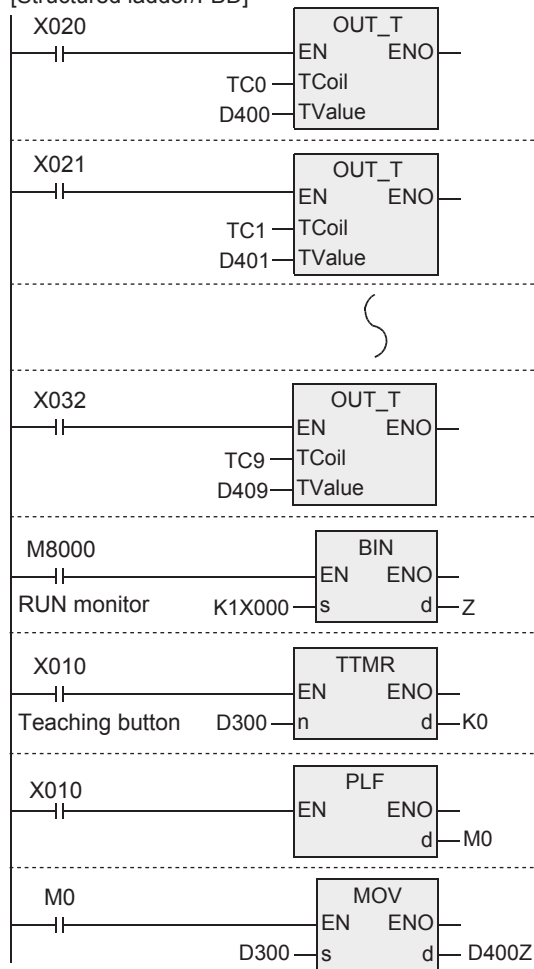 [Structured ladder/FBD]
X020
OUT_T
EN ENO
TC0 TCoil
D400 TValue
X021
OUT_T
EN ENO
TC1 TCoil
D401 TValue
X032
OUT_T
EN ENO
TC9 TCoil
D409 TValue
M8000
BIN
EN ENO
RUN monitor K1X000 s d Z
X010
TTMR
EN ENO
Teaching button D300 n d K0
X010
PLF
EN ENO
d M0
M0
MOV
EN ENO
D300 s d D400Z